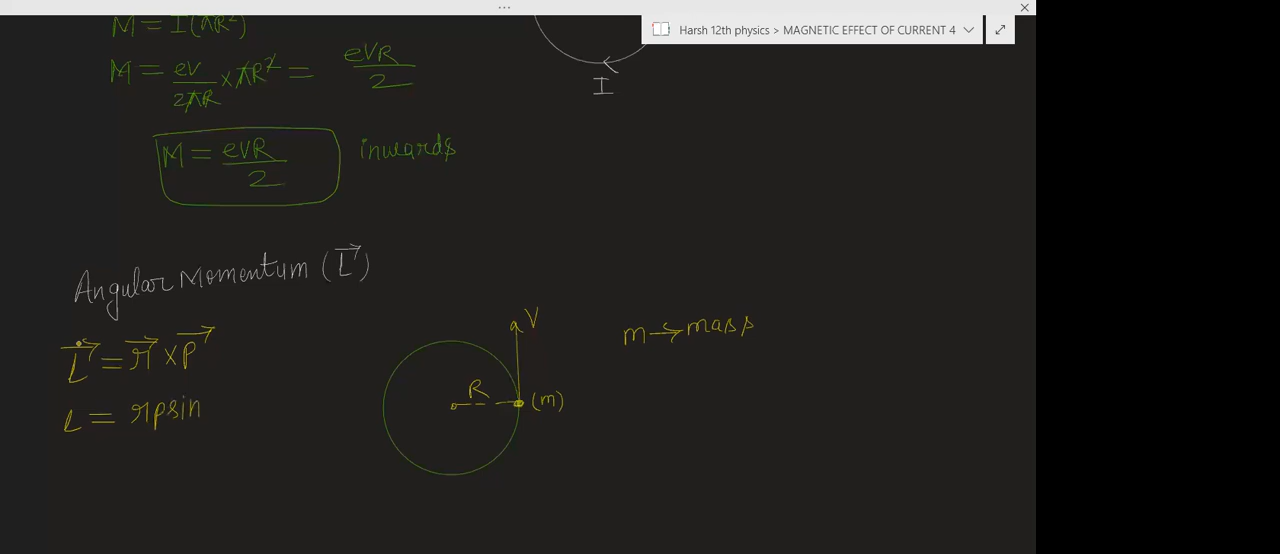 M = I(πR²)
Harsh 12th physics > MAGNETIC EFFECT OF CURRENT 4
M = eV/2πR × πR² = eVR/2
I
M = eVR/2 inwards
Angular Momentum (L⃗)
V
m → mass
L⃗ = r⃗ × P⃗
R
(m)
L = rpsin